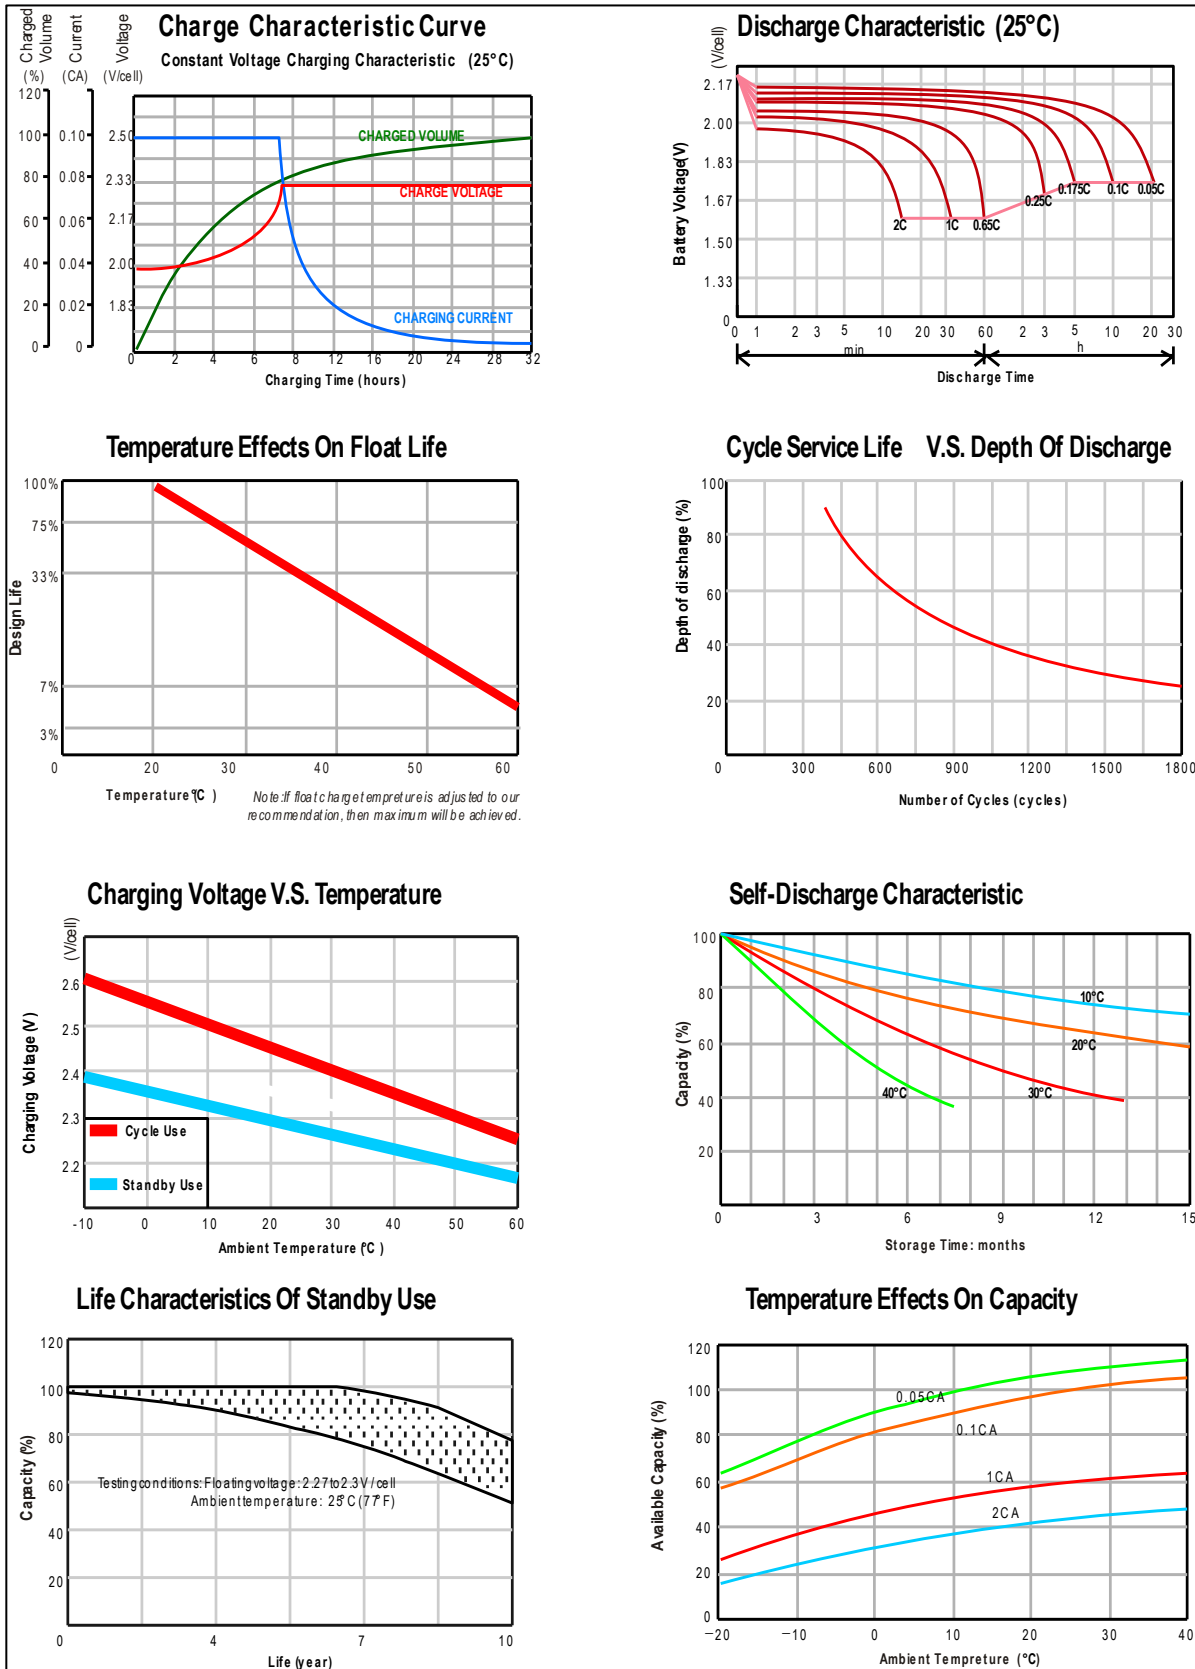 Charge Characteristic Curve
Constant Voltage Charging Characteristic (25°C)
Charged Volume (%)
Current (CA)
Voltage (V/cell)
120
100 0.10 2.50
80 0.08 2.33
60 0.06 2.17
40 0.04 2.00
20 0.02 1.83
0 0
CHARGED VOLUME
CHARGE VOLTAGE
CHARGING CURRENT
0 2 4 6 8 12 16 20 24 28 32
Charging Time (hours)
Discharge Characteristic (25°C)
(V/cell)
Battery Voltage(V)
2.17
2.00
1.83
1.67
1.50
1.33
0
2C 1C 0.65C 0.25C 0.175C 0.1C 0.05C
0 1 2 3 5 10 20 30 60 2 3 5 10 20 30
min h
Discharge Time
Temperature Effects On Float Life
Design Life
100%
75%
33%
7%
3%
0 20 30 40 50 60
Temperature(°C )
Note:If float charge tempreture is adjusted to our
recommendation, then maximum will be achieved.
Cycle Service Life V.S. Depth Of Discharge
Depth of discharge (%)
100
80
60
40
20
0 300 600 900 1200 1500 1800
Number of Cycles (cycles)
Charging Voltage V.S. Temperature
(V/cell)
Charging Voltage (V)
2.6
2.5
2.4
2.3
2.2
Cycle Use
Standby Use
-10 0 10 20 30 40 50 60
Ambient Temperature (°C )
Self-Discharge Characteristic
Capacity (%)
100
80
60
40
20
10°C
20°C
30°C
40°C
0 3 6 9 12 15
Storage Time: months
Life Characteristics Of Standby Use
Capacity (%)
120
100
80
60
40
20
Testing conditions: Floating voltage: 2.27 to 2.3V / cell
Ambient temperature: 25°C (77°F)
0 4 7 10
Life (year)
Temperature Effects On Capacity
Available Capacity (%)
120
100
80
60
40
20
0
0.05CA
0.1CA
1CA
2CA
−20 −10 0 10 20 30 40
Ambient Tempreture (°C)